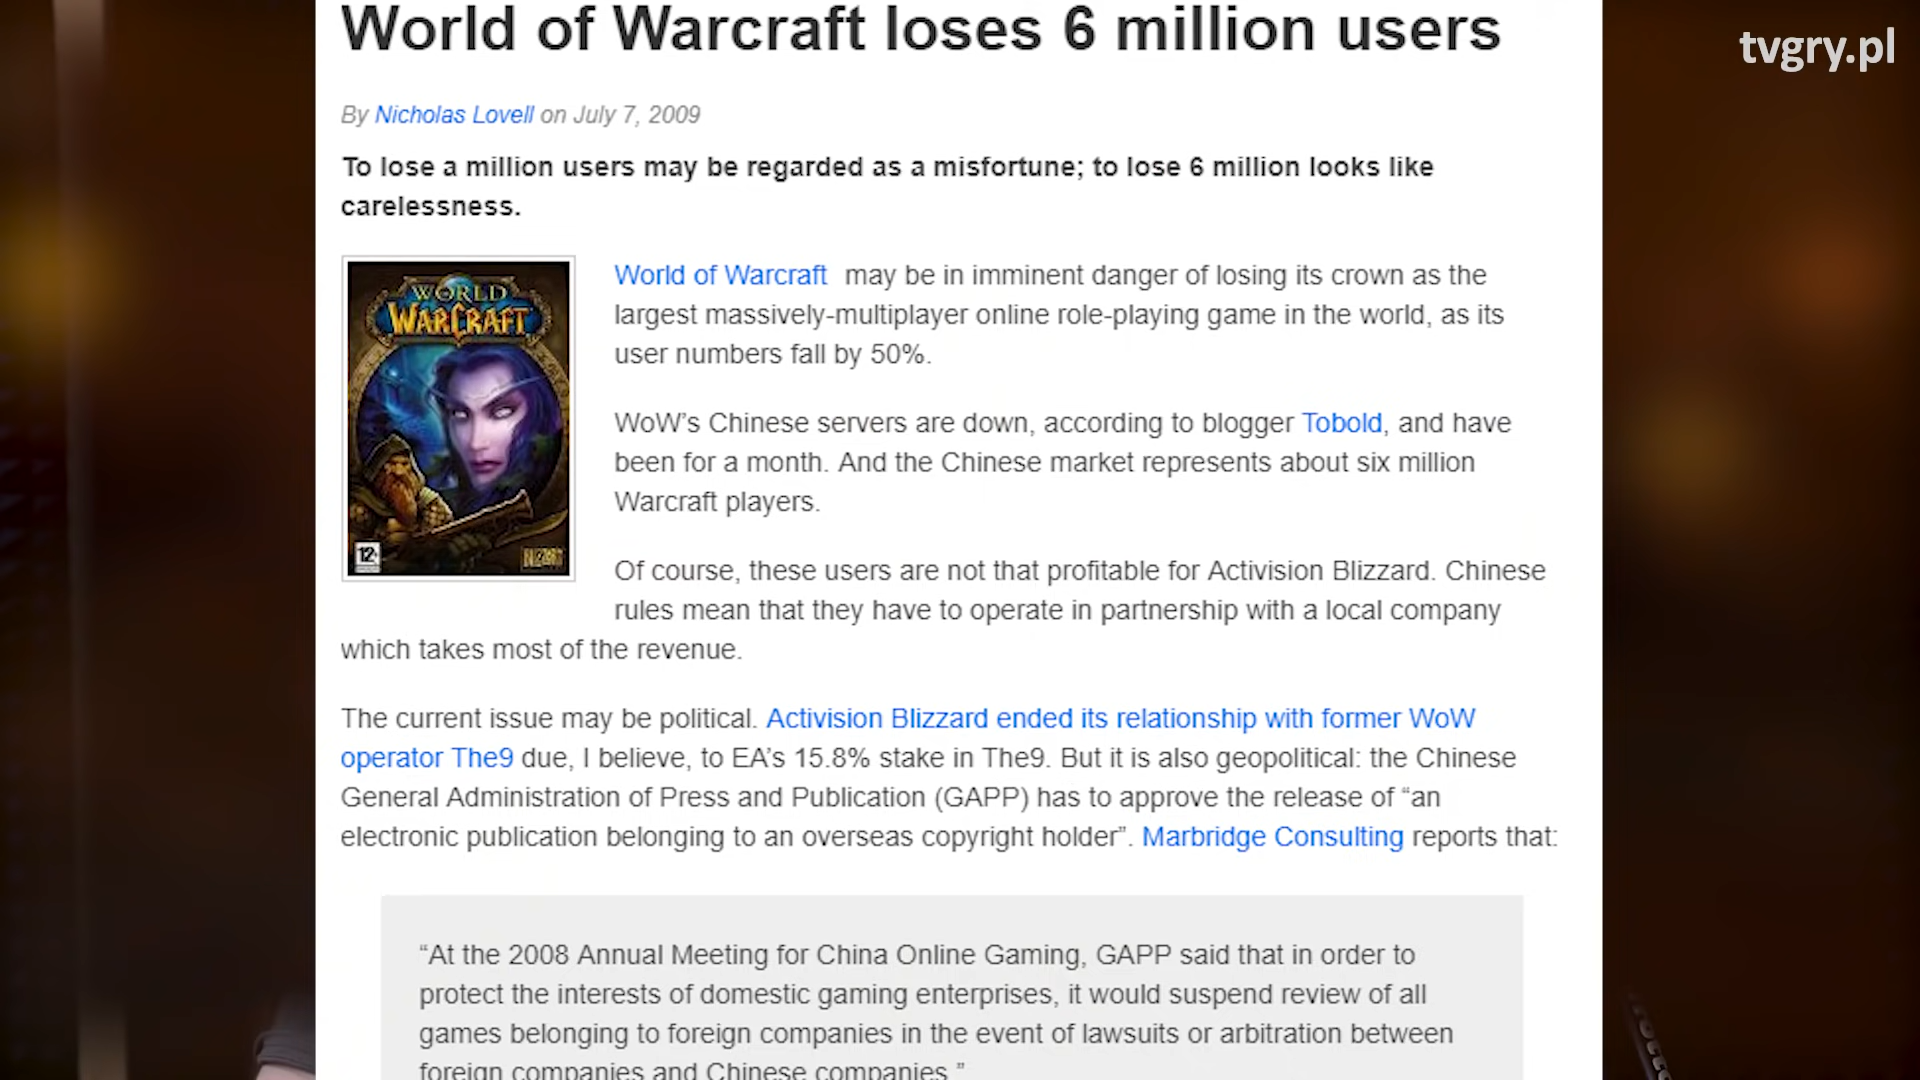 World of Warcraft loses 6 million users
tvgry.pl
By Nicholas Lovell on July 7, 2009
To lose a million users may be regarded as a misfortune; to lose 6 million looks like
carelessness.
WORLD
OF
WARCRAFT
12+
BLIZZARD
World of Warcraft may be in imminent danger of losing its crown as the
largest massively-multiplayer online role-playing game in the world, as its
user numbers fall by 50%.
WoW’s Chinese servers are down, according to blogger Tobold, and have
been for a month. And the Chinese market represents about six million
Warcraft players.
Of course, these users are not that profitable for Activision Blizzard. Chinese
rules mean that they have to operate in partnership with a local company
which takes most of the revenue.
The current issue may be political. Activision Blizzard ended its relationship with former WoW
operator The9 due, I believe, to EA’s 15.8% stake in The9. But it is also geopolitical: the Chinese
General Administration of Press and Publication (GAPP) has to approve the release of “an
electronic publication belonging to an overseas copyright holder”. Marbridge Consulting reports that:
“At the 2008 Annual Meeting for China Online Gaming, GAPP said that in order to
protect the interests of domestic gaming enterprises, it would suspend review of all
games belonging to foreign companies in the event of lawsuits or arbitration between
foreign companies and Chinese companies.”